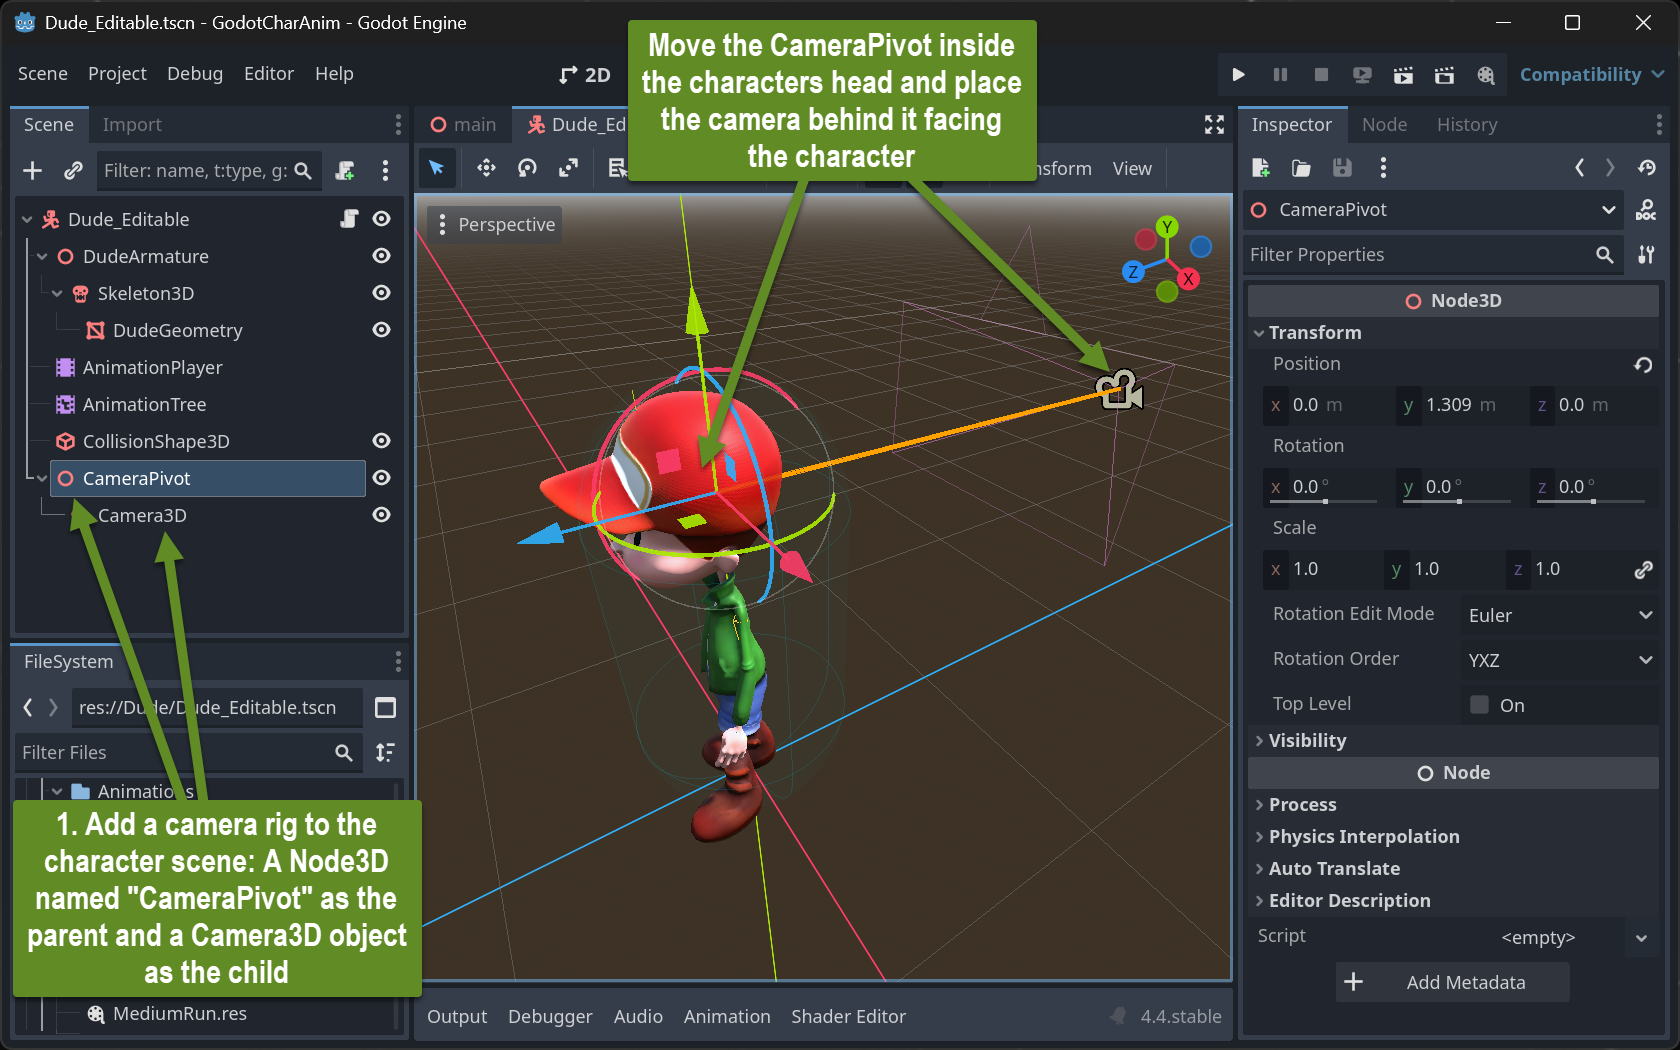 Dude_Editable.tscn - GodotCharAnim - Godot Engine
Scene Project Debug Editor Help
2D
Compatibility
Move the CameraPivot inside
the characters head and place
the camera behind it facing
the character
Scene Import
Filter: name, t:type, g:
Dude_Editable
DudeArmature
Skeleton3D
DudeGeometry
AnimationPlayer
AnimationTree
CollisionShape3D
CameraPivot
Camera3D
main Dude_Ed
nsform View
Perspective
Y
Z
X
FileSystem
res://Dude/Dude_Editable.tscn
Filter Files
Animations
1. Add a camera rig to the
character scene: A Node3D
named "CameraPivot" as the
parent and a Camera3D object
as the child
MediumRun.res
Output Debugger Audio Animation Shader Editor 4.4.stable
Inspector Node History
CameraPivot
DOC
Filter Properties
Node3D
Transform
Position
x 0.0 m y 1.309 m z 0.0 m
Rotation
x 0.0 ° y 0.0 ° z 0.0 °
Scale
x 1.0 y 1.0 z 1.0
Rotation Edit Mode Euler
Rotation Order YXZ
Top Level On
Visibility
Node
Process
Physics Interpolation
Auto Translate
Editor Description
Script <empty>
Add Metadata